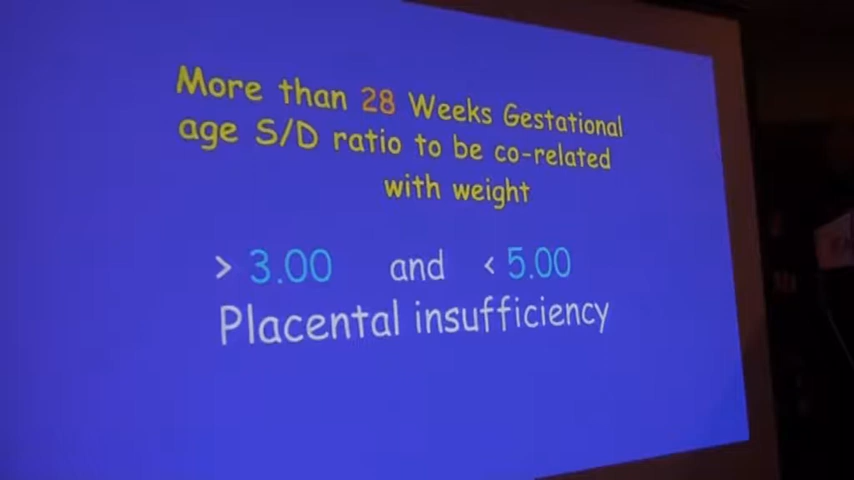 More than 28 Weeks Gestational
age S/D ratio to be co-related
with weight
> 3.00 and < 5.00
Placental insufficiency